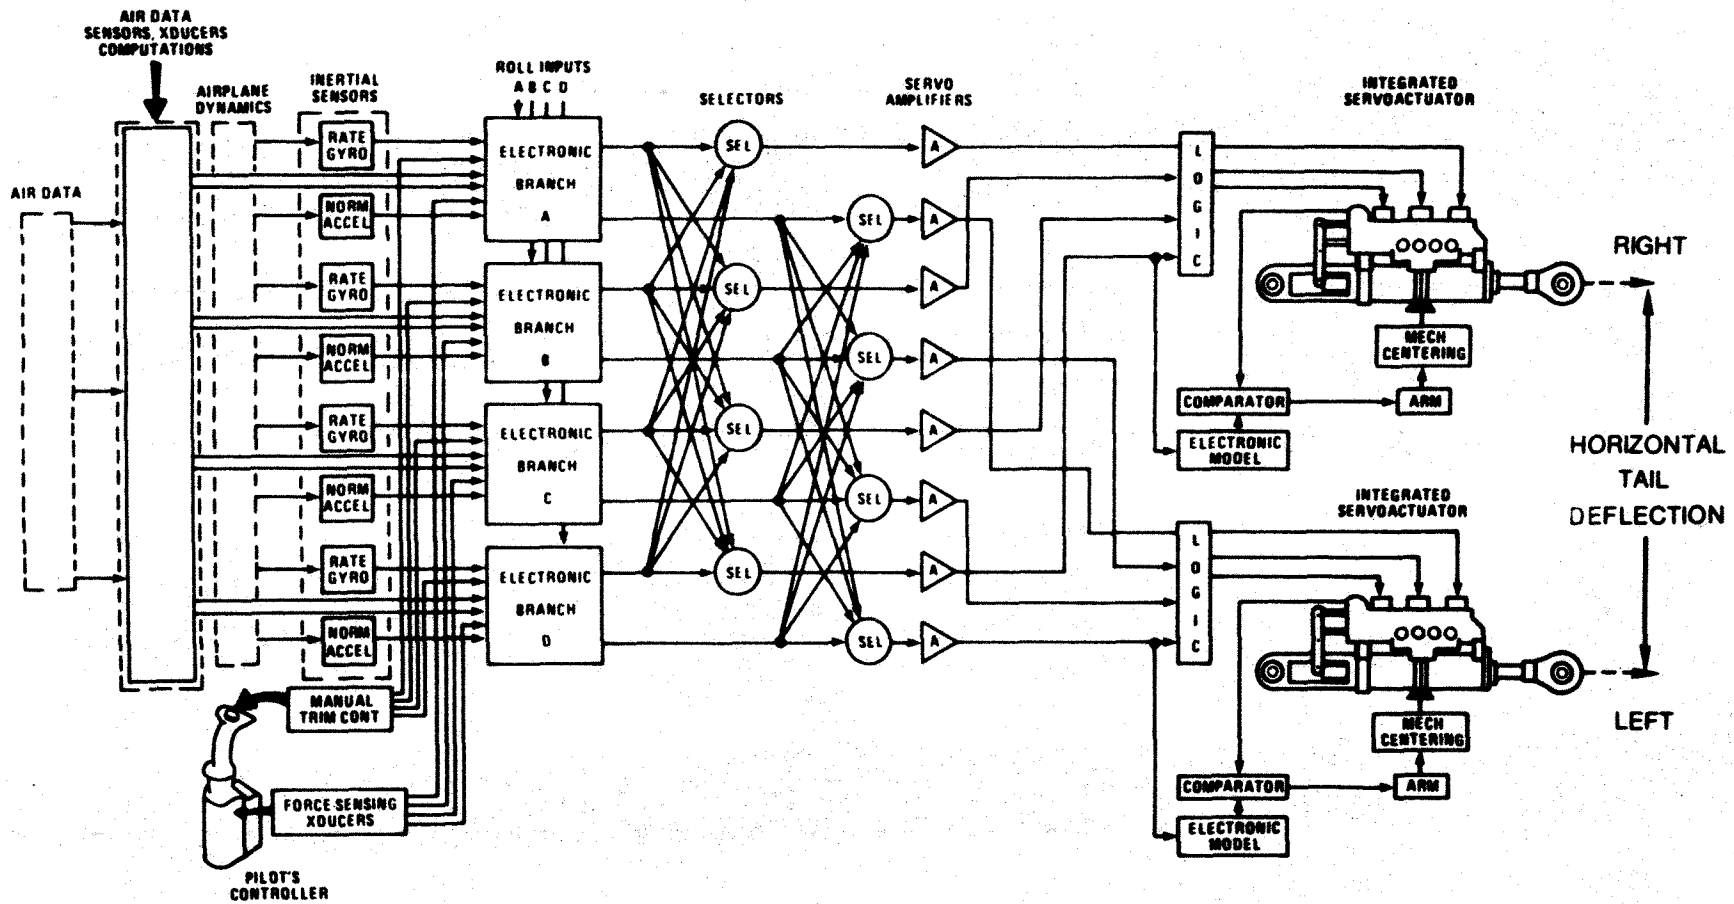 AIR DATA
SENSORS, XDUCERS
COMPUTATIONS
AIRPLANE
DYNAMICS
INERTIAL
SENSORS
ROLL INPUTS
A B C D
SELECTORS
SERVO
AMPLIFIERS
INTEGRATED
SERVOACTUATOR
AIR DATA
RATE
GYRO
NORM
ACCEL
RATE
GYRO
NORM
ACCEL
RATE
GYRO
NORM
ACCEL
RATE
GYRO
NORM
ACCEL
ELECTRONIC
BRANCH
A
ELECTRONIC
BRANCH
B
ELECTRONIC
BRANCH
C
ELECTRONIC
BRANCH
D
SEL
SEL
SEL
SEL
SEL
SEL
SEL
SEL
A
A
A
A
A
A
A
A
L
O
G
I
C
RIGHT
MECH
CENTERING
COMPARATOR
ARM
ELECTRONIC
MODEL
HORIZONTAL
TAIL
DEFLECTION
INTEGRATED
SERVOACTUATOR
L
O
G
I
C
LEFT
MECH
CENTERING
COMPARATOR
ARM
ELECTRONIC
MODEL
MANUAL
TRIM CONT
FORCE-SENSING
XDUCERS
PILOT'S
CONTROLLER